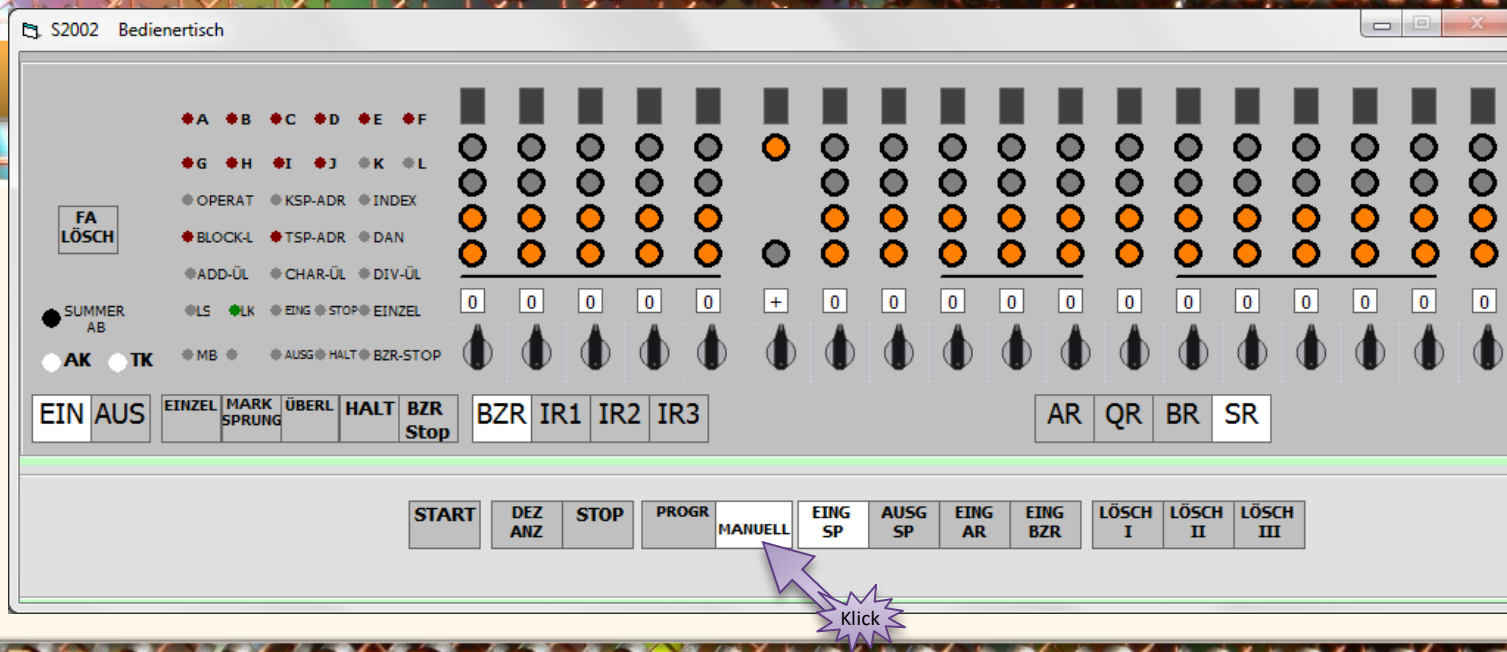 S2002 Bedienertisch
A B C D E F
G H I J K L
OPERAT KSP-ADR INDEX
FA
LÖSCH
BLOCK-L TSP-ADR DAN
ADD-ÜL CHAR-ÜL DIV-ÜL
0 0 0 0 0 + 0 0 0 0 0 0 0 0 0 0 0 0
SUMMER
AB
LS LK EING STOP EINZEL
AK TK
MB AUSG HALT BZR-STOP
EIN AUS
EINZEL
MARK
SPRUNG
ÜBERL
HALT
BZR
Stop
BZR IR1 IR2 IR3
AR QR BR SR
START
DEZ
ANZ
STOP
PROGR
MANUELL
EING
SP
AUSG
SP
EING
AR
EING
BZR
LÖSCH
I
LÖSCH
II
LÖSCH
III
Klick